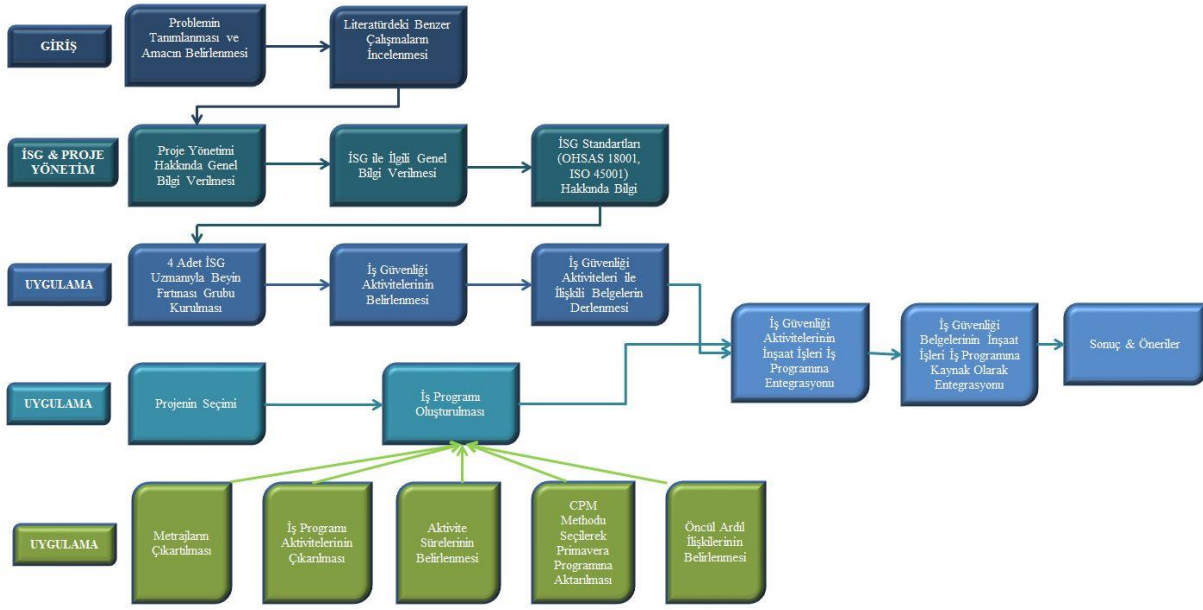 GİRİŞ
Problemin
Tanımlanması ve
Amacın Belirlenmesi
Literatürdeki Benzer
Çalışmaların
İncelenmesi
İSG & PROJE
YÖNETİM
Proje Yönetimi
Hakkında Genel
Bilgi Verilmesi
İSG ile İlgili Genel
Bilgi Verilmesi
İSG Standartları
(OHSAS 18001,
ISO 45001)
Hakkında Bilgi
UYGULAMA
4 Adet İSG
Uzmanıyla Beyin
Fırtınası Grubu
Kurulması
İş Güvenliği
Aktivitelerinin
Belirlenmesi
İş Güvenliği
Aktiviteleri ile
İlişkili Belgelerin
Derlenmesi
İş Güvenliği
Aktivitelerinin
İnşaat İşleri İş
Programına
Entegrasyonu
İş Güvenliği
Belgelerinin İnşaat
İşleri İş Programına
Kaynak Olarak
Entegrasyonu
Sonuç & Öneriler
UYGULAMA
Projenin Seçimi
İş Programı
Oluşturulması
UYGULAMA
Metrajların
Çıkartılması
İş Programı
Aktivitelerinin
Çıkarılması
Aktivite
Sürelerinin
Belirlenmesi
CPM
Methodu
Seçilerek
Primavera
Programına
Aktarılması
Öncül Ardıl
İlişkilerinin
Belirlenmesi